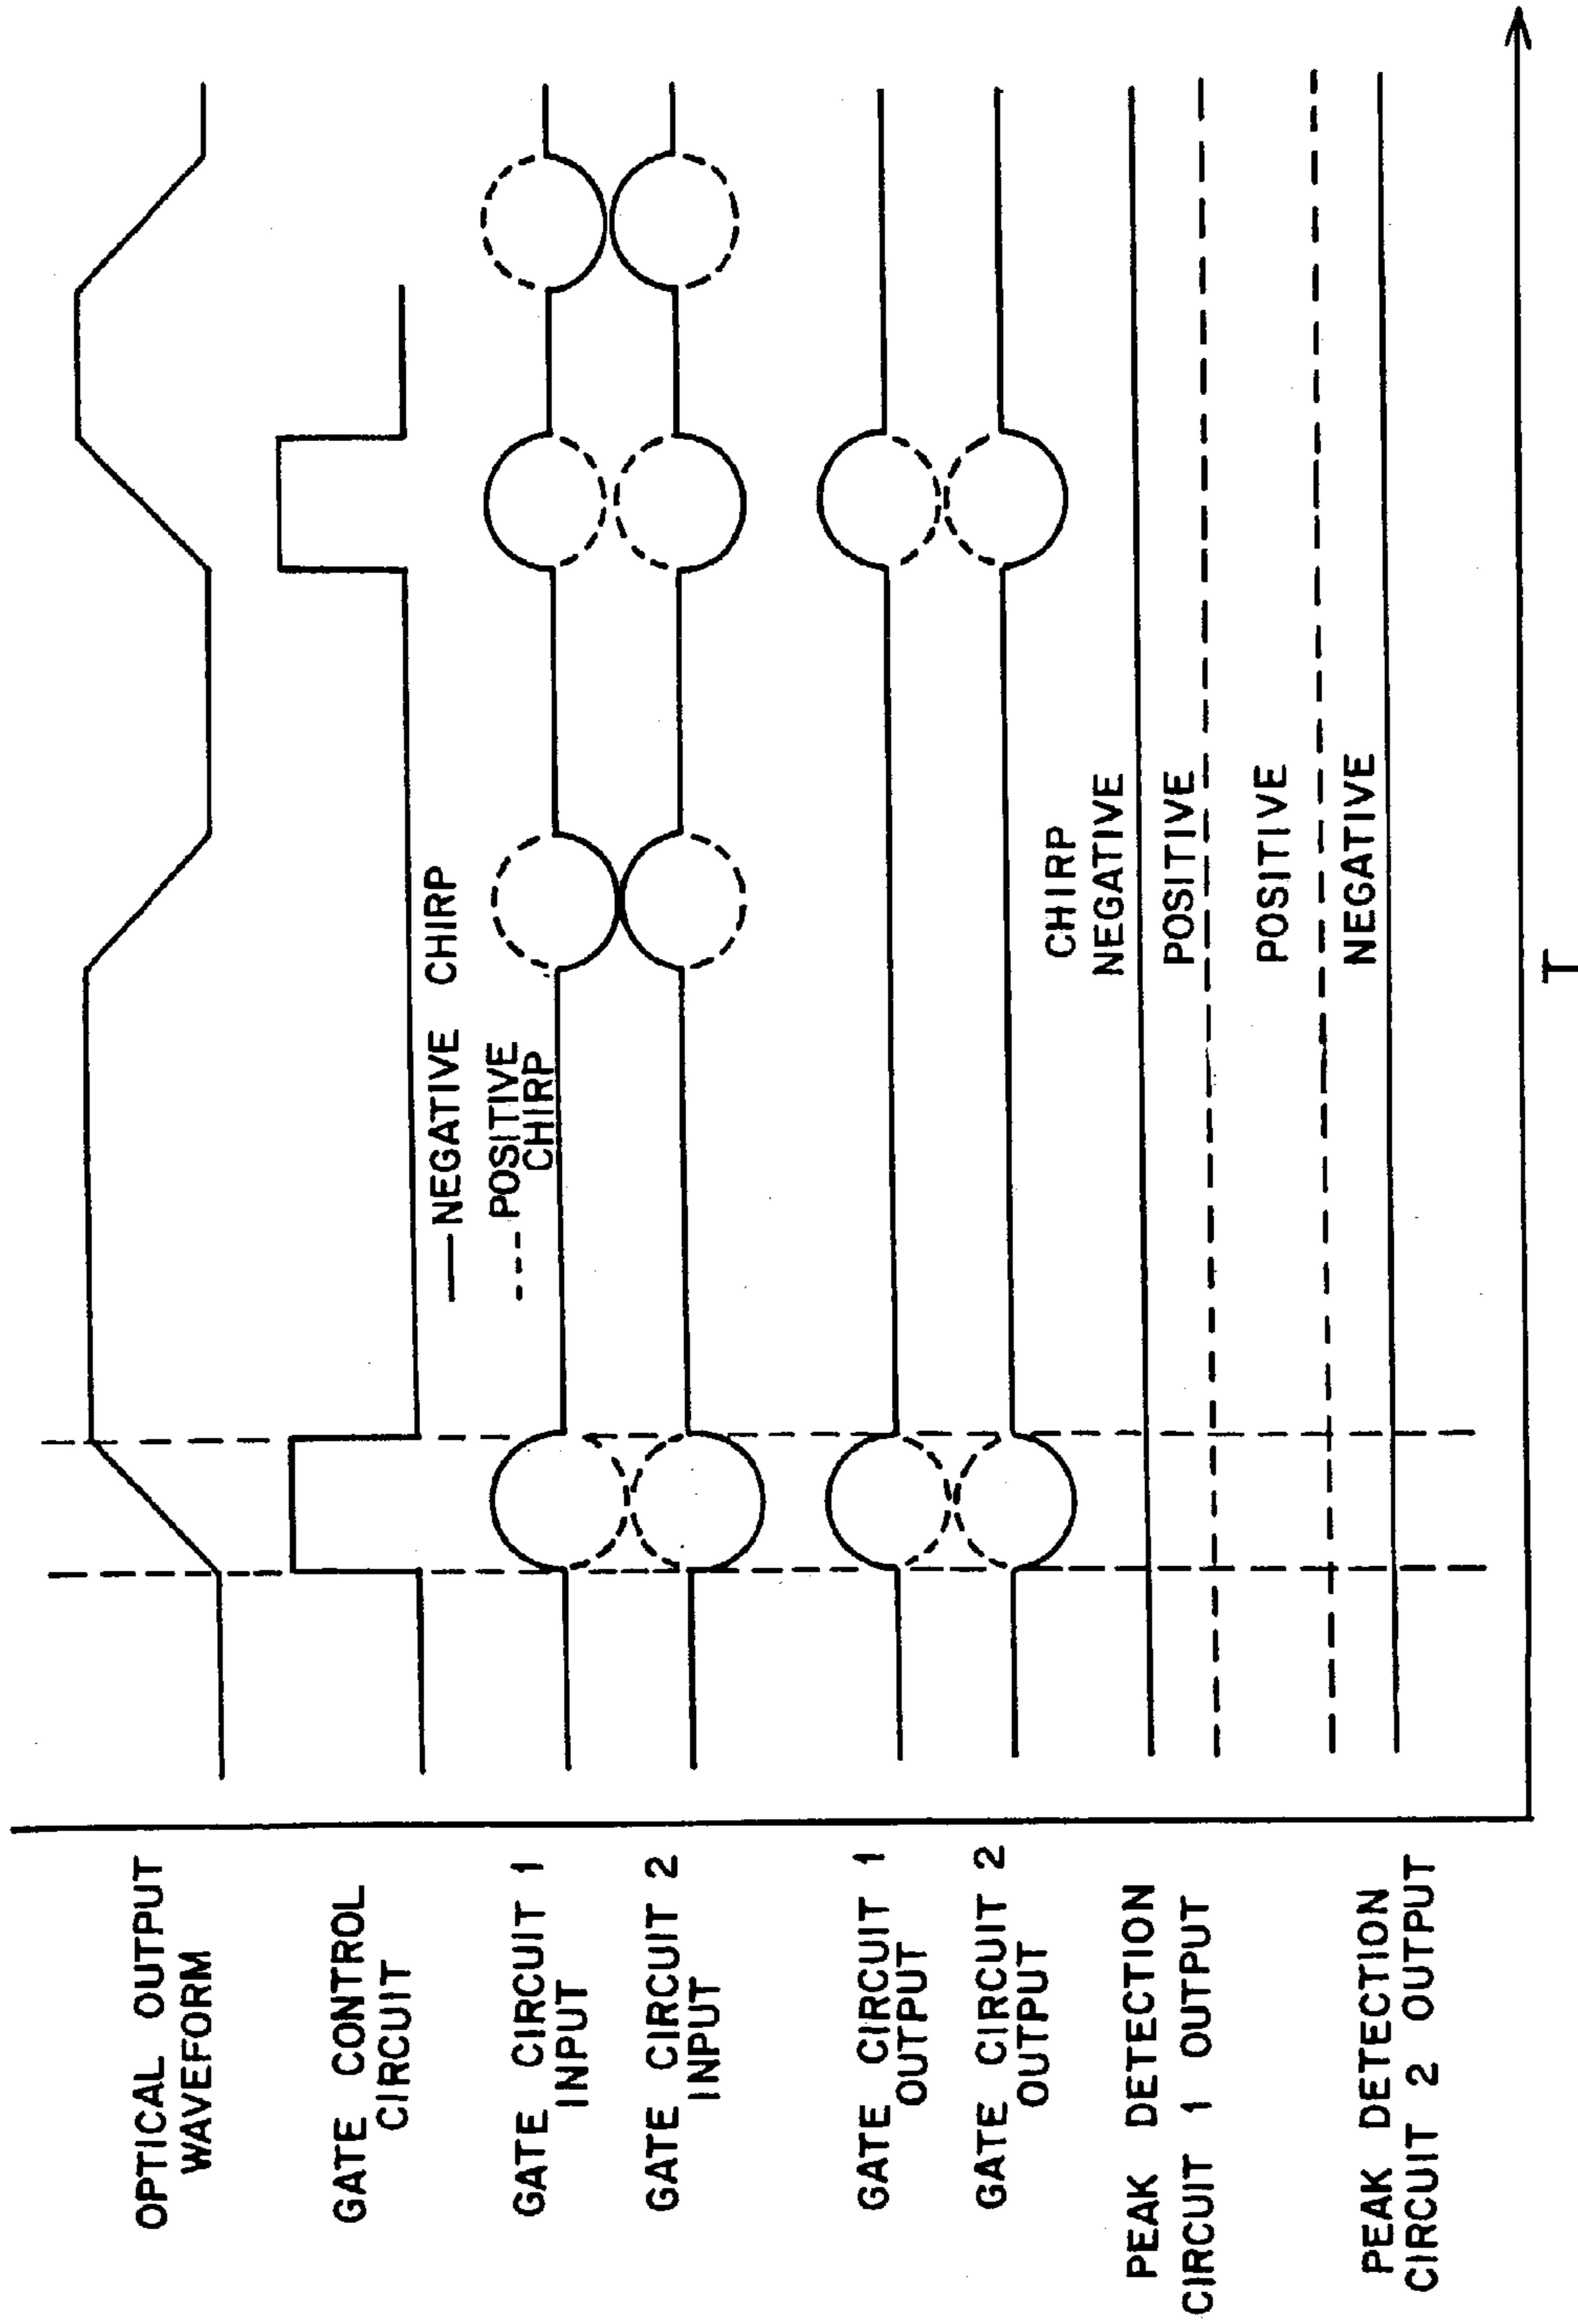 OPTICAL OUTPUT
WAVEFORM
GATE CONTROL
CIRCUIT
GATE CIRCUIT 1
INPUT
GATE CIRCUIT 2
INPUT
GATE CIRCUIT 1
OUTPUT
GATE CIRCUIT 2
OUTPUT
PEAK DETECTION
CIRCUIT 1 OUTPUT
PEAK DETECTION
CIRCUIT 2 OUTPUT
NEGATIVE CHIRP
POSITIVE
CHIRP
CHIRP
NEGATIVE
POSITIVE
POSITIVE
NEGATIVE
T